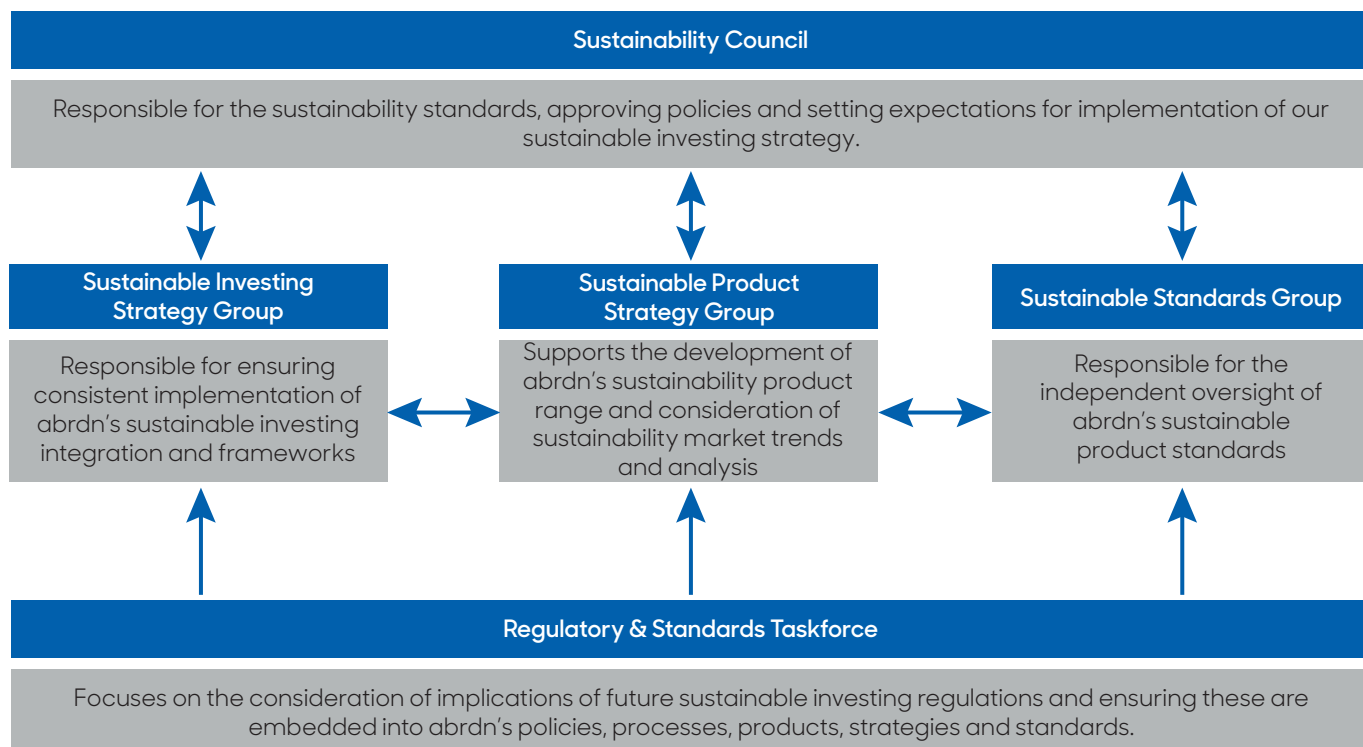 Sustainability Council
Responsible for the sustainability standards, approving policies and setting expectations for implementation of our
sustainable investing strategy.
Sustainable Investing
Strategy Group
Responsible for ensuring
consistent implementation of
abrdn's sustainable investing
integration and frameworks
Sustainable Product
Strategy Group
Supports the development of
abrdn's sustainability product
range and consideration of
sustainability market trends
and analysis
Sustainable Standards Group
Responsible for the
independent oversight of
abrdn's sustainable
product standards
Regulatory & Standards Taskforce
Focuses on the consideration of implications of future sustainable investing regulations and ensuring these are
embedded into abrdn's policies, processes, products, strategies and standards.